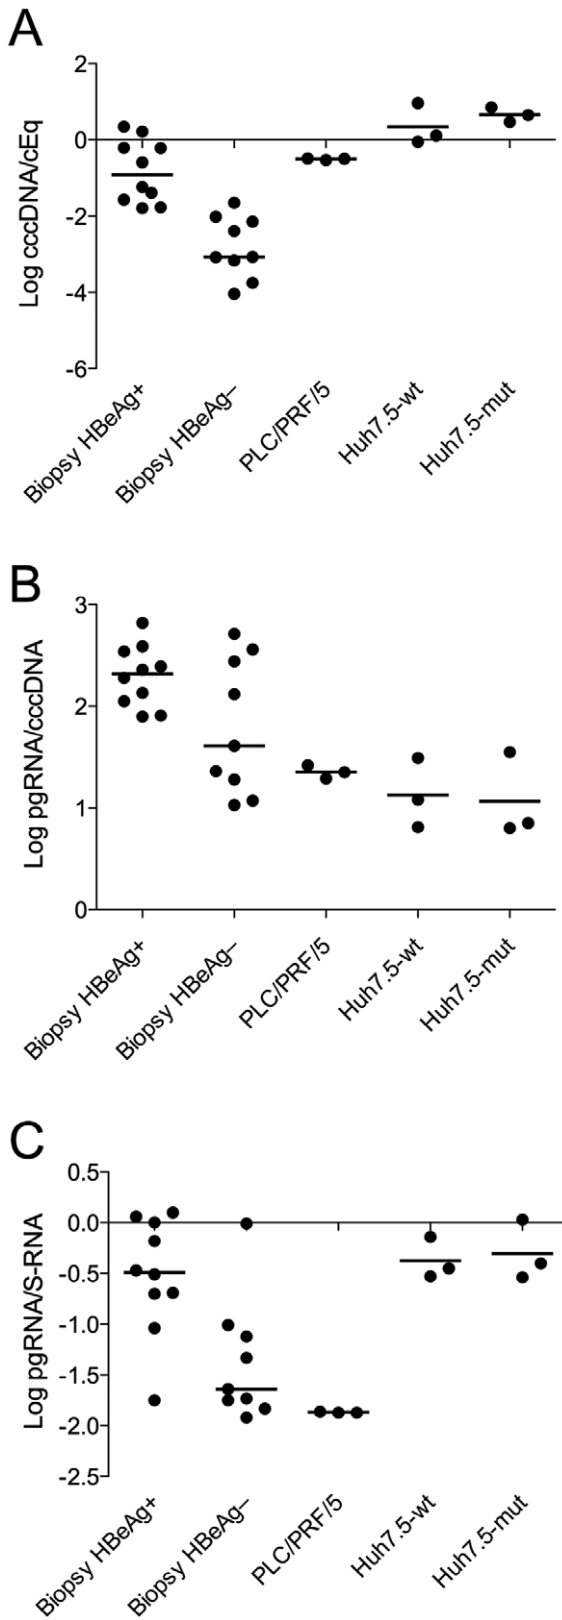 A
Log cccDNA/cEq
2
0
-2
-4
-6
Biopsy HBeAg+
Biopsy HBeAg–
PLC/PRF/5
Huh7.5-wt
Huh7.5-mut
B
Log pgRNA/cccDNA
3
2
1
0
Biopsy HBeAg+
Biopsy HBeAg–
PLC/PRF/5
Huh7.5-wt
Huh7.5-mut
C
Log pgRNA/S-RNA
0.5
0.0
-0.5
-1.0
-1.5
-2.0
-2.5
Biopsy HBeAg+
Biopsy HBeAg–
PLC/PRF/5
Huh7.5-wt
Huh7.5-mut